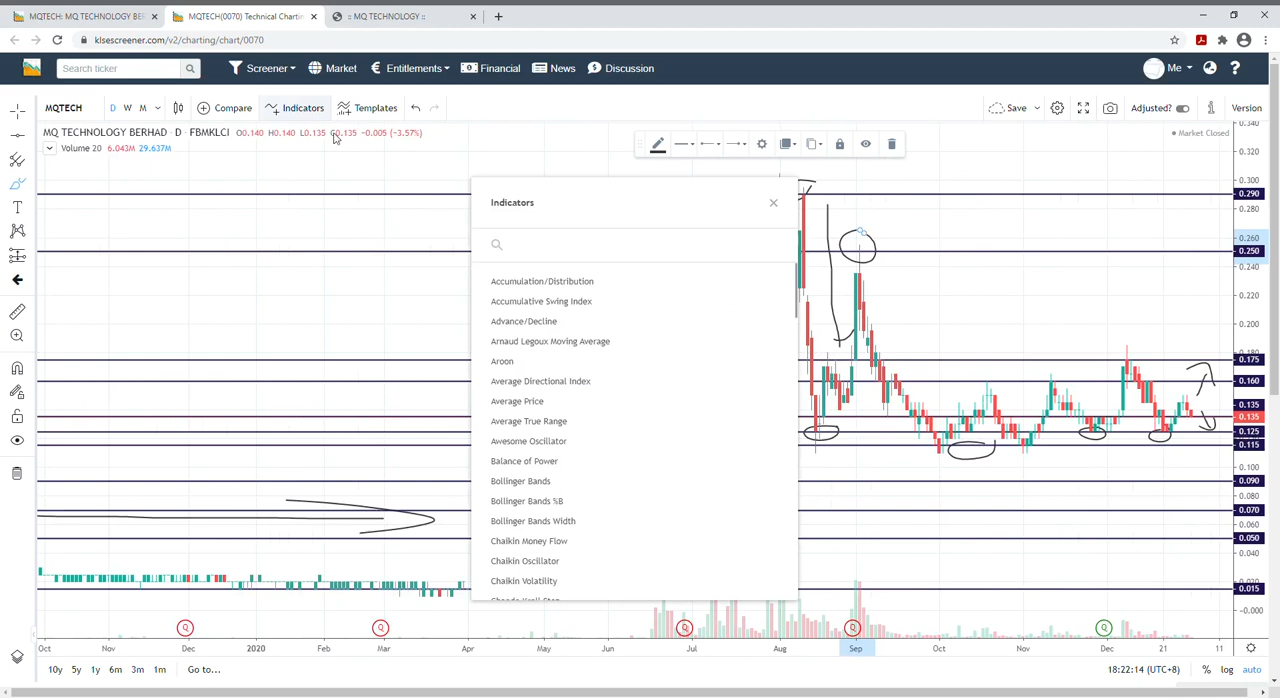 MQTECH: MQ TECHNOLOGY BER
MQTECH(0070) Technical Chartin
:: MQ TECHNOLOGY ::
klsescreener.com/v2/charting/chart/0070
Search ticker
Screener
Market
Entitlements
Financial
News
Discussion
Me
MQTECH
D W M
Compare
Indicators
Templates
Save
Adjusted?
Version
MQ TECHNOLOGY BERHAD · D · FBMKLCI O0.140 H0.140 L0.135 C0.135 −0.005 (−3.57%)
Market Closed
Volume 20 6.043M 29.637M
Indicators
Accumulation/Distribution
Accumulative Swing Index
Advance/Decline
Arnaud Legoux Moving Average
Aroon
Average Directional Index
Average Price
Average True Range
Awesome Oscillator
Balance of Power
Bollinger Bands
Bollinger Bands %B
Bollinger Bands Width
Chaikin Money Flow
Chaikin Oscillator
Chaikin Volatility
0.340
0.320
0.300
0.290
0.280
0.260
0.250
0.240
0.220
0.200
0.180
0.175
0.160
0.135
0.135
0.125
0.115
0.100
0.090
0.080
0.070
0.060
0.050
0.040
0.020
0.015
-0.000
Q Q Q Q Q
Oct Nov Dec 2020 Feb Mar Apr May Jun Jul Aug Sep Oct Nov Dec 21 11
10y 5y 1y 6m 3m 1m Go to...
18:22:14 (UTC+8) % log auto